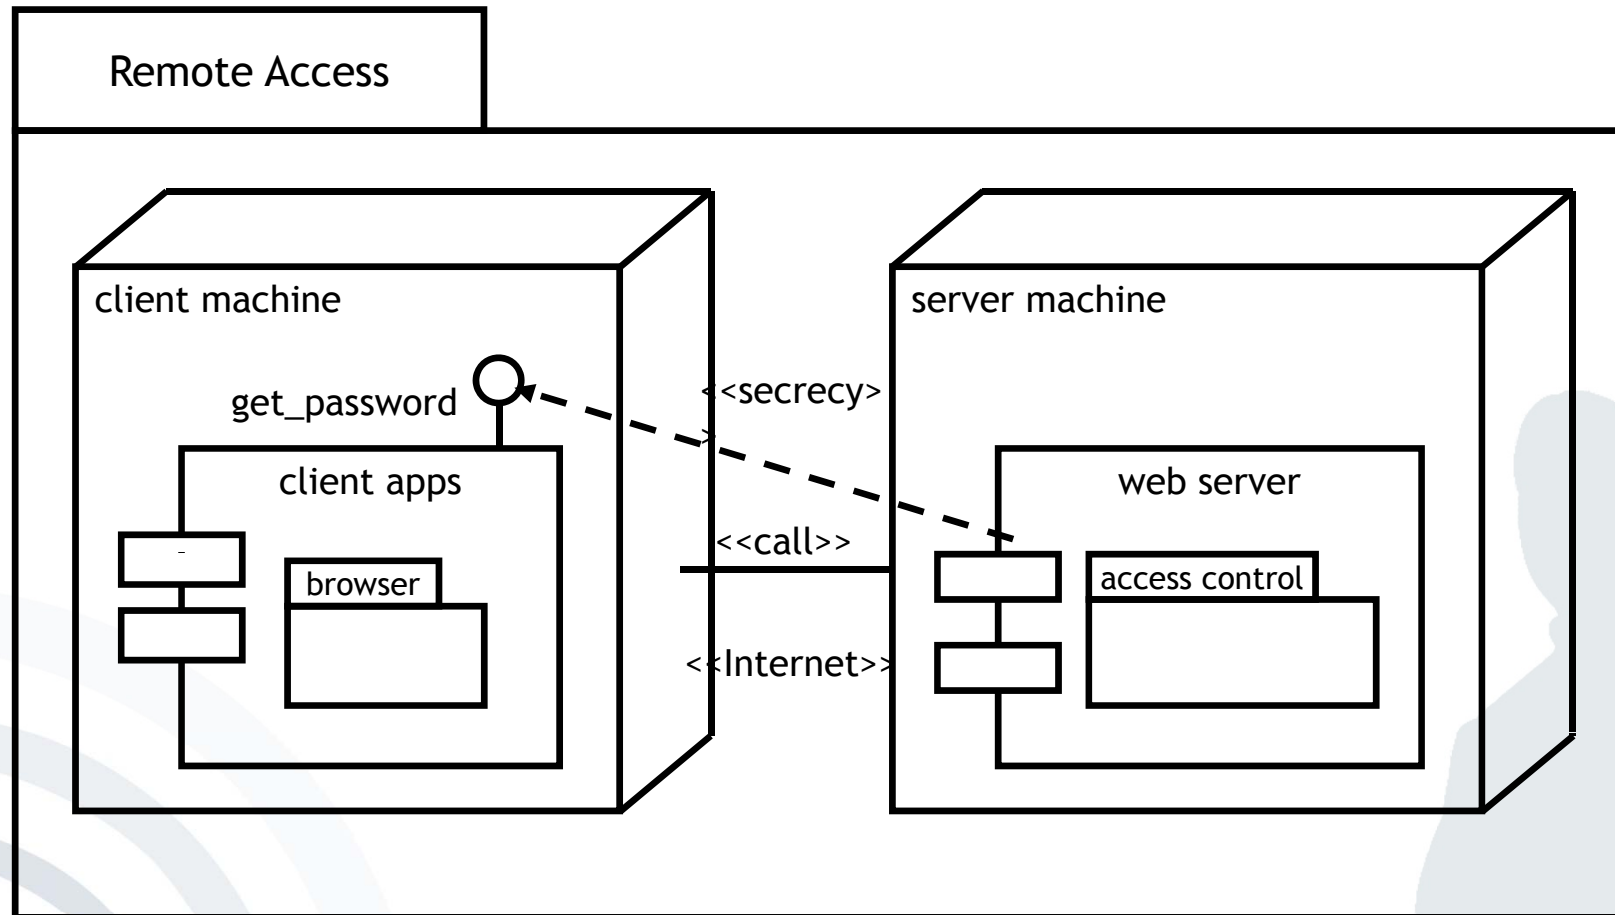 Remote Access
client machine
server machine
get_password
<<secrecy>
>
client apps
web server
<<call>>
browser
access control
<<Internet>>